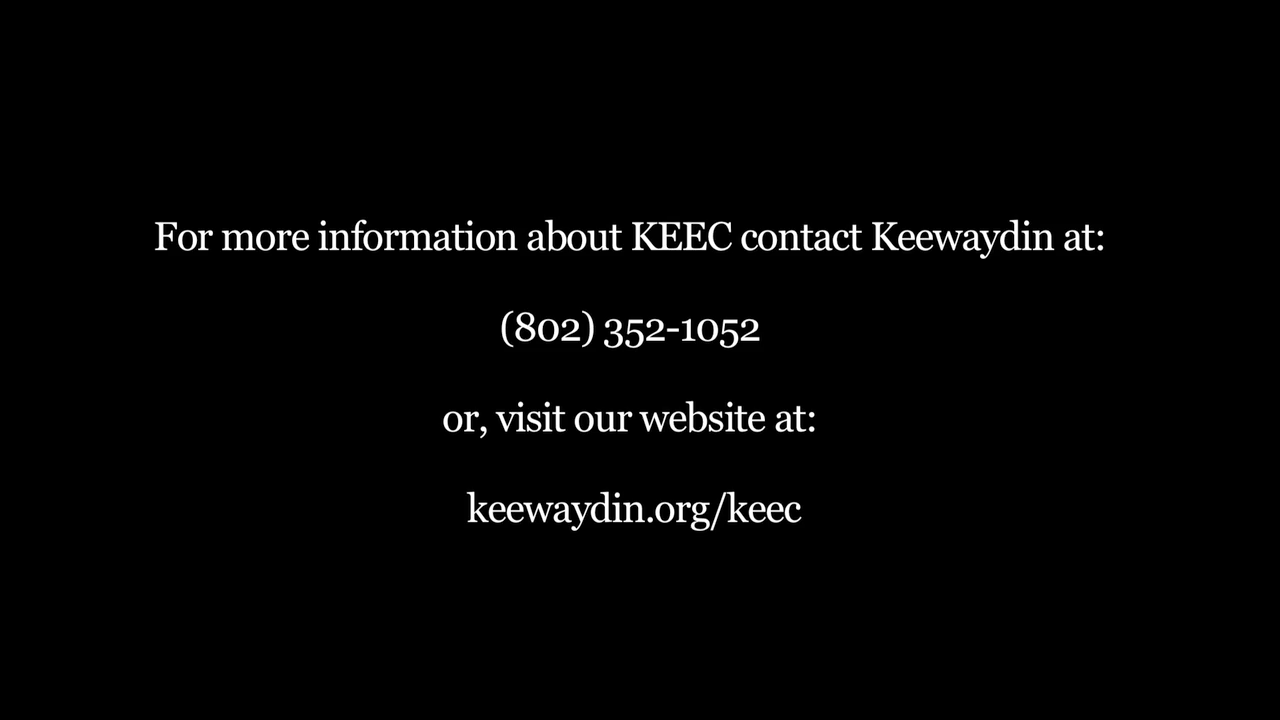 For more information about KEEC contact Keewaydin at:
(802) 352-1052
or, visit our website at:
keewaydin.org/keec